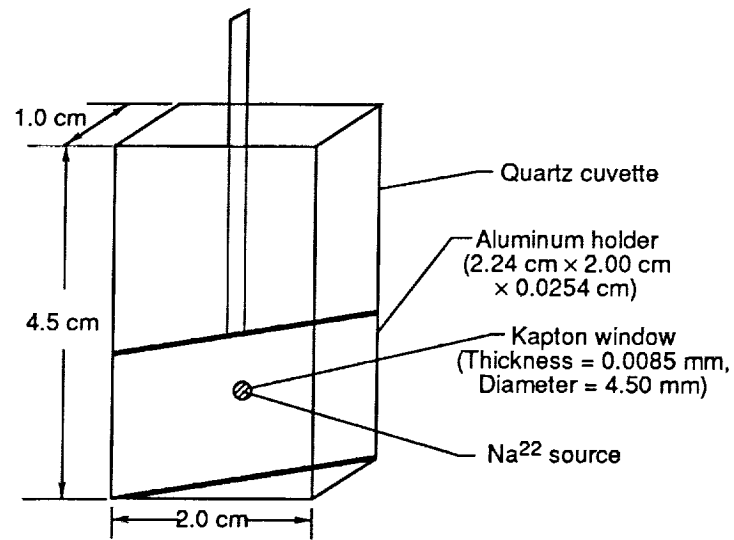 1.0 cm
Quartz cuvette
Aluminum holder
(2.24 cm × 2.00 cm
× 0.0254 cm)
4.5 cm
Kapton window
(Thickness = 0.0085 mm,
Diameter = 4.50 mm)
Na²² source
2.0 cm